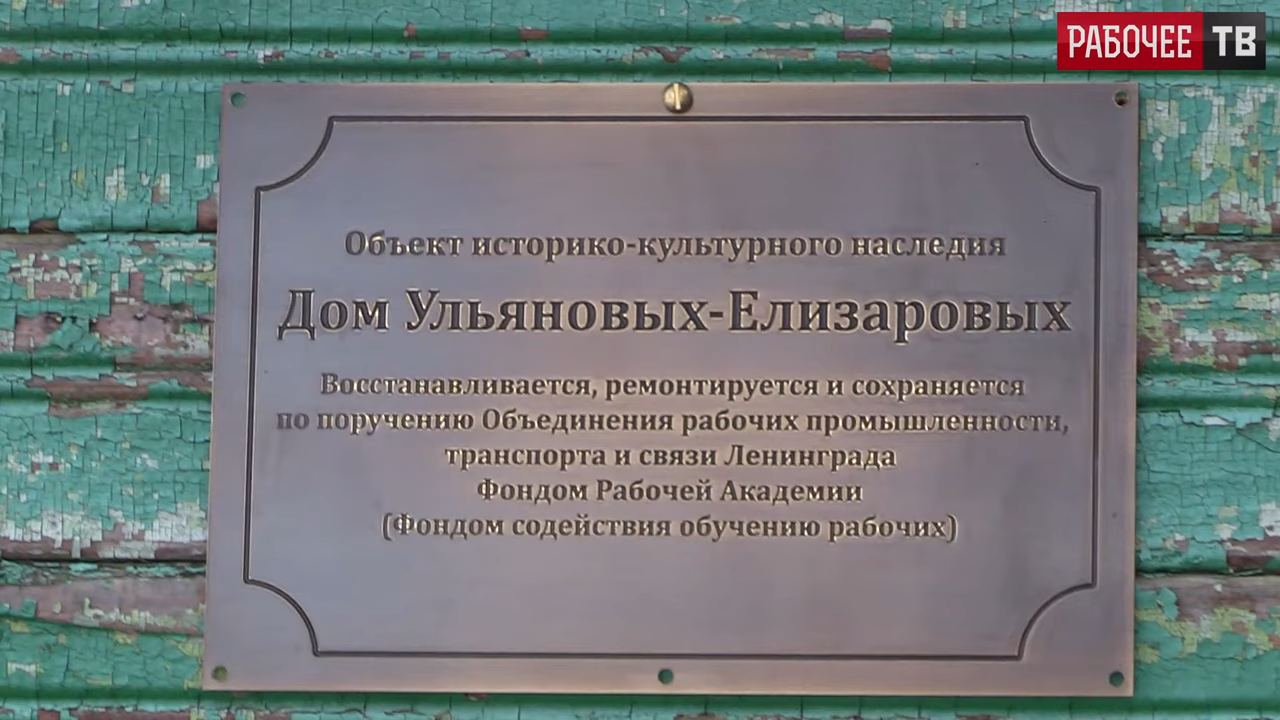 РАБОЧЕЕ ТВ
Объект историко-культурного наследия
Дом Ульяновых-Елизаровых
Восстанавливается, ремонтируется и сохраняется
по поручению Объединения рабочих промышленности,
транспорта и связи Ленинграда
Фондом Рабочей Академии
(Фондом содействия обучению рабочих)